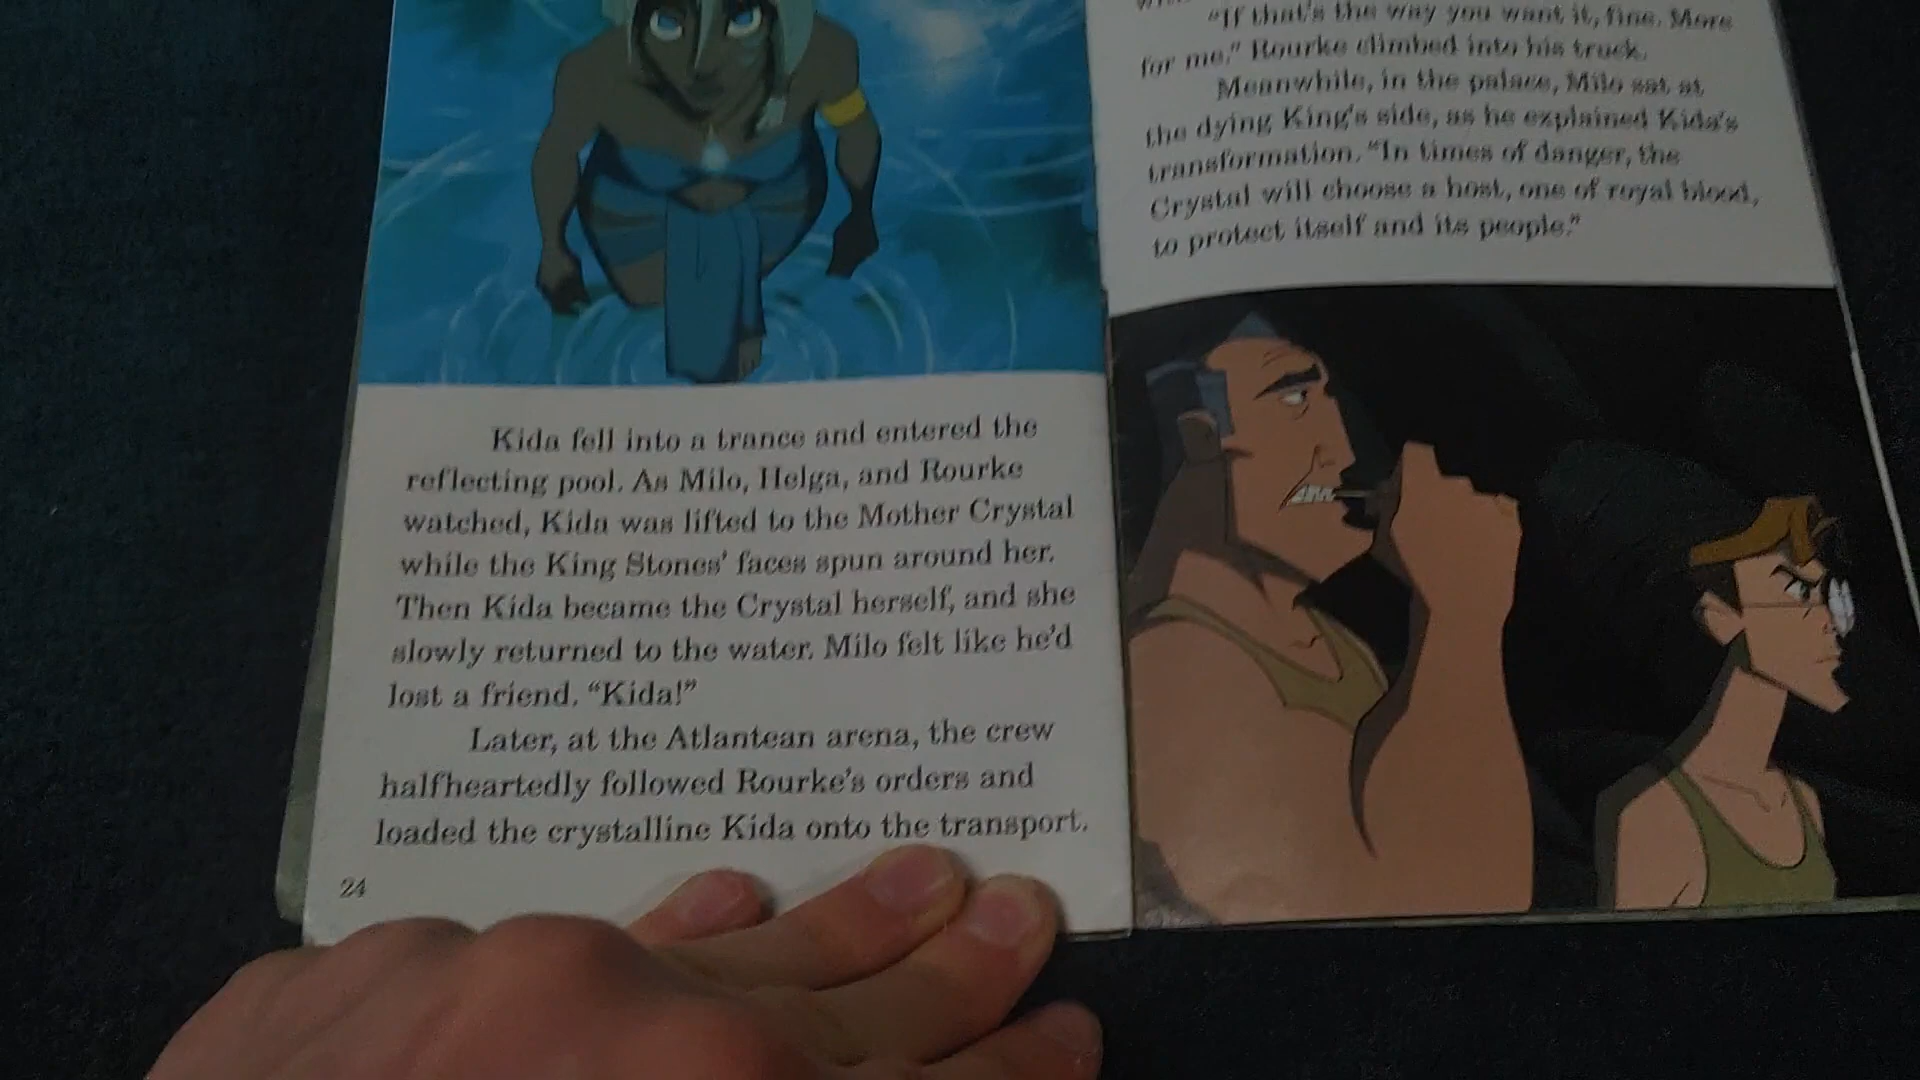 Kida fell into a trance and entered the
reflecting pool. As Milo, Helga, and Rourke
watched, Kida was lifted to the Mother Crystal
while the King Stones' faces spun around her.
Then Kida became the Crystal herself, and she
slowly returned to the water. Milo felt like he'd
lost a friend. “Kida!”
Later, at the Atlantean arena, the crew
halfheartedly followed Rourke's orders and
loaded the crystalline Kida onto the transport.
24
“If that's the way you want it, fine. More
for me,” Rourke climbed into his truck.
Meanwhile, in the palace, Milo sat at
the dying King's side, as he explained Kida's
transformation. “In times of danger, the
Crystal will choose a host, one of royal blood,
to protect itself and its people.”